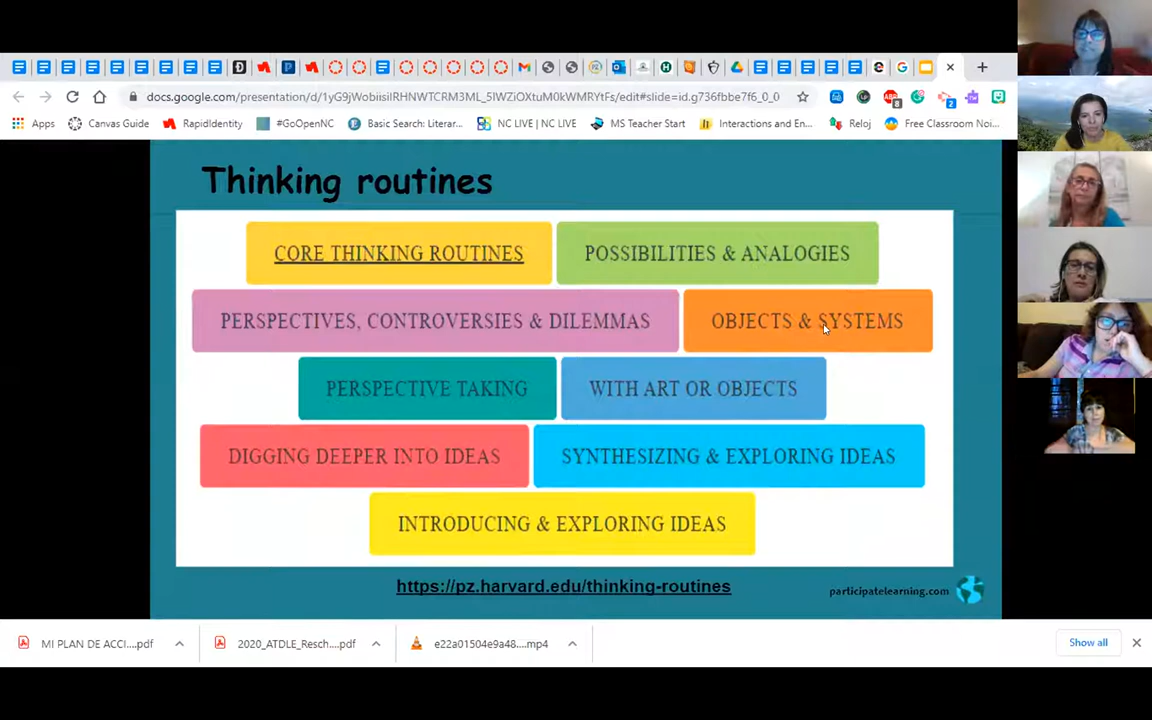 docs.google.com/presentation/d/1yG9jWobiisiIRHNWTCRM3ML_5IWZiOXtuM0kWMRYtFs/edit#slide=id.g736fbbe7f6_0_0
Apps Canvas Guide RapidIdentity #GoOpenNC Basic Search: Literar... NC LIVE | NC LIVE MS Teacher Start Interactions and En... Reloj Free Classroom Noi...
Thinking routines
CORE THINKING ROUTINES POSSIBILITIES & ANALOGIES
PERSPECTIVES, CONTROVERSIES & DILEMMAS OBJECTS & SYSTEMS
PERSPECTIVE TAKING WITH ART OR OBJECTS
DIGGING DEEPER INTO IDEAS SYNTHESIZING & EXPLORING IDEAS
INTRODUCING & EXPLORING IDEAS
https://pz.harvard.edu/thinking-routines
participatelearning.com
MI PLAN DE ACCI....pdf 2020_ATDLE_Resch....pdf e22a01504e9a48....mp4 Show all